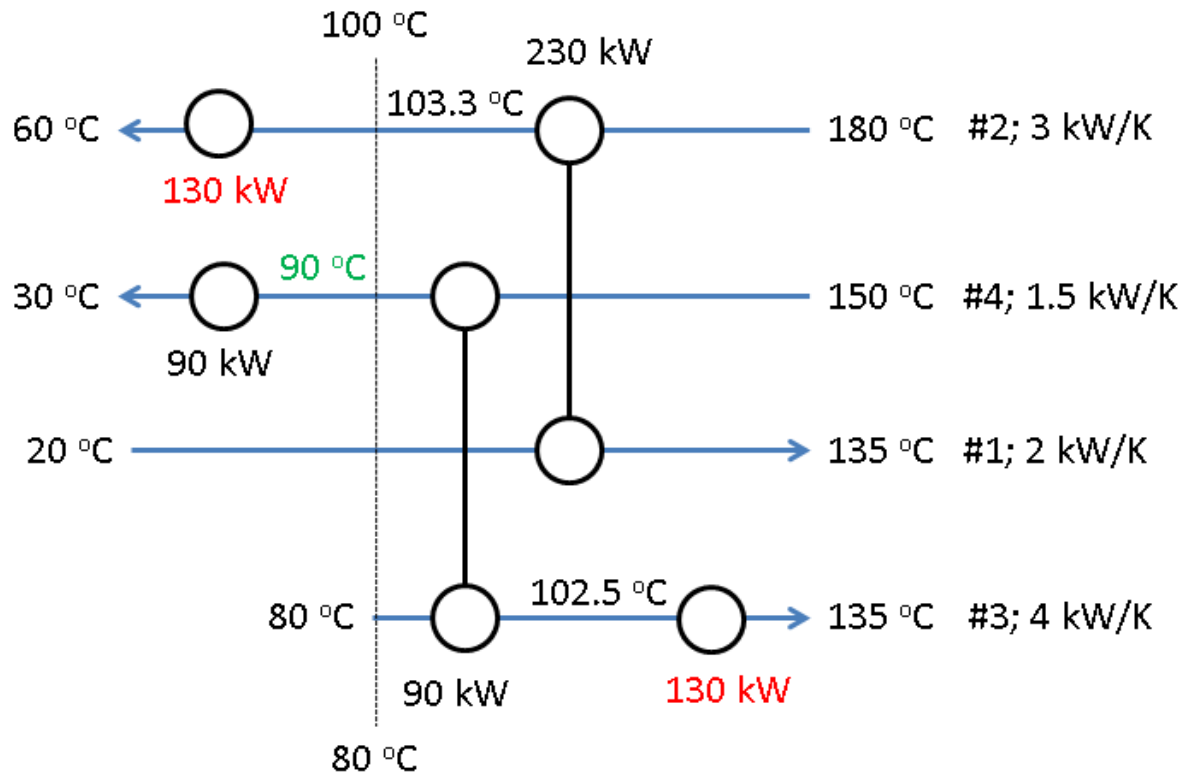 100 °C
230 kW
60 °C
103.3 °C
180 °C #2; 3 kW/K
130 kW
30 °C
90 °C
150 °C #4; 1.5 kW/K
90 kW
20 °C
135 °C #1; 2 kW/K
80 °C
102.5 °C
135 °C #3; 4 kW/K
90 kW
130 kW
80 °C